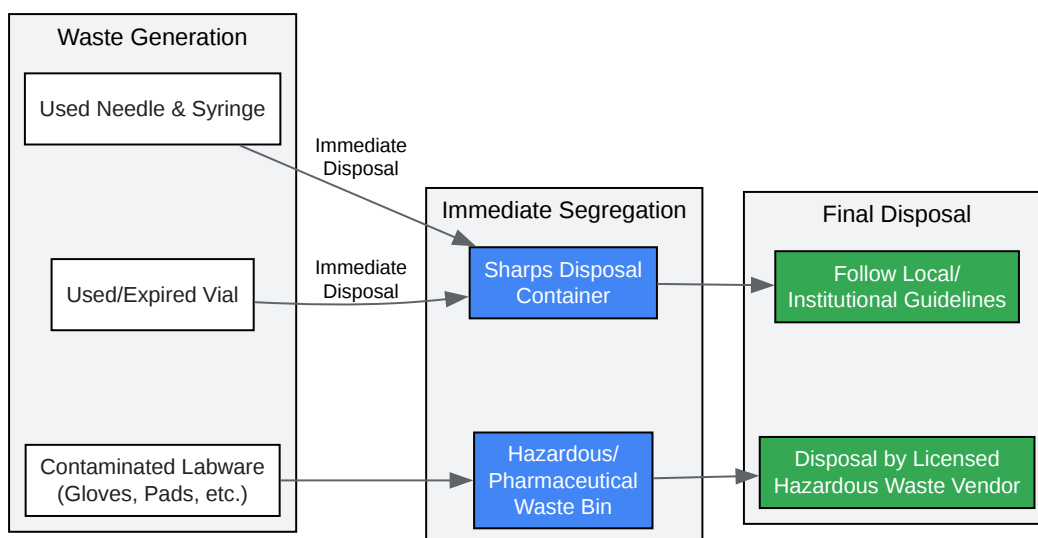 Waste Generation
Used Needle & Syringe
Immediate
Disposal
Immediate Segregation
Final Disposal
Used/Expired Vial
Immediate
Disposal
Sharps Disposal
Container
Follow Local/
Institutional Guidelines
Contaminated Labware
(Gloves, Pads, etc.)
Hazardous/
Pharmaceutical
Waste Bin
Disposal by Licensed
Hazardous Waste Vendor